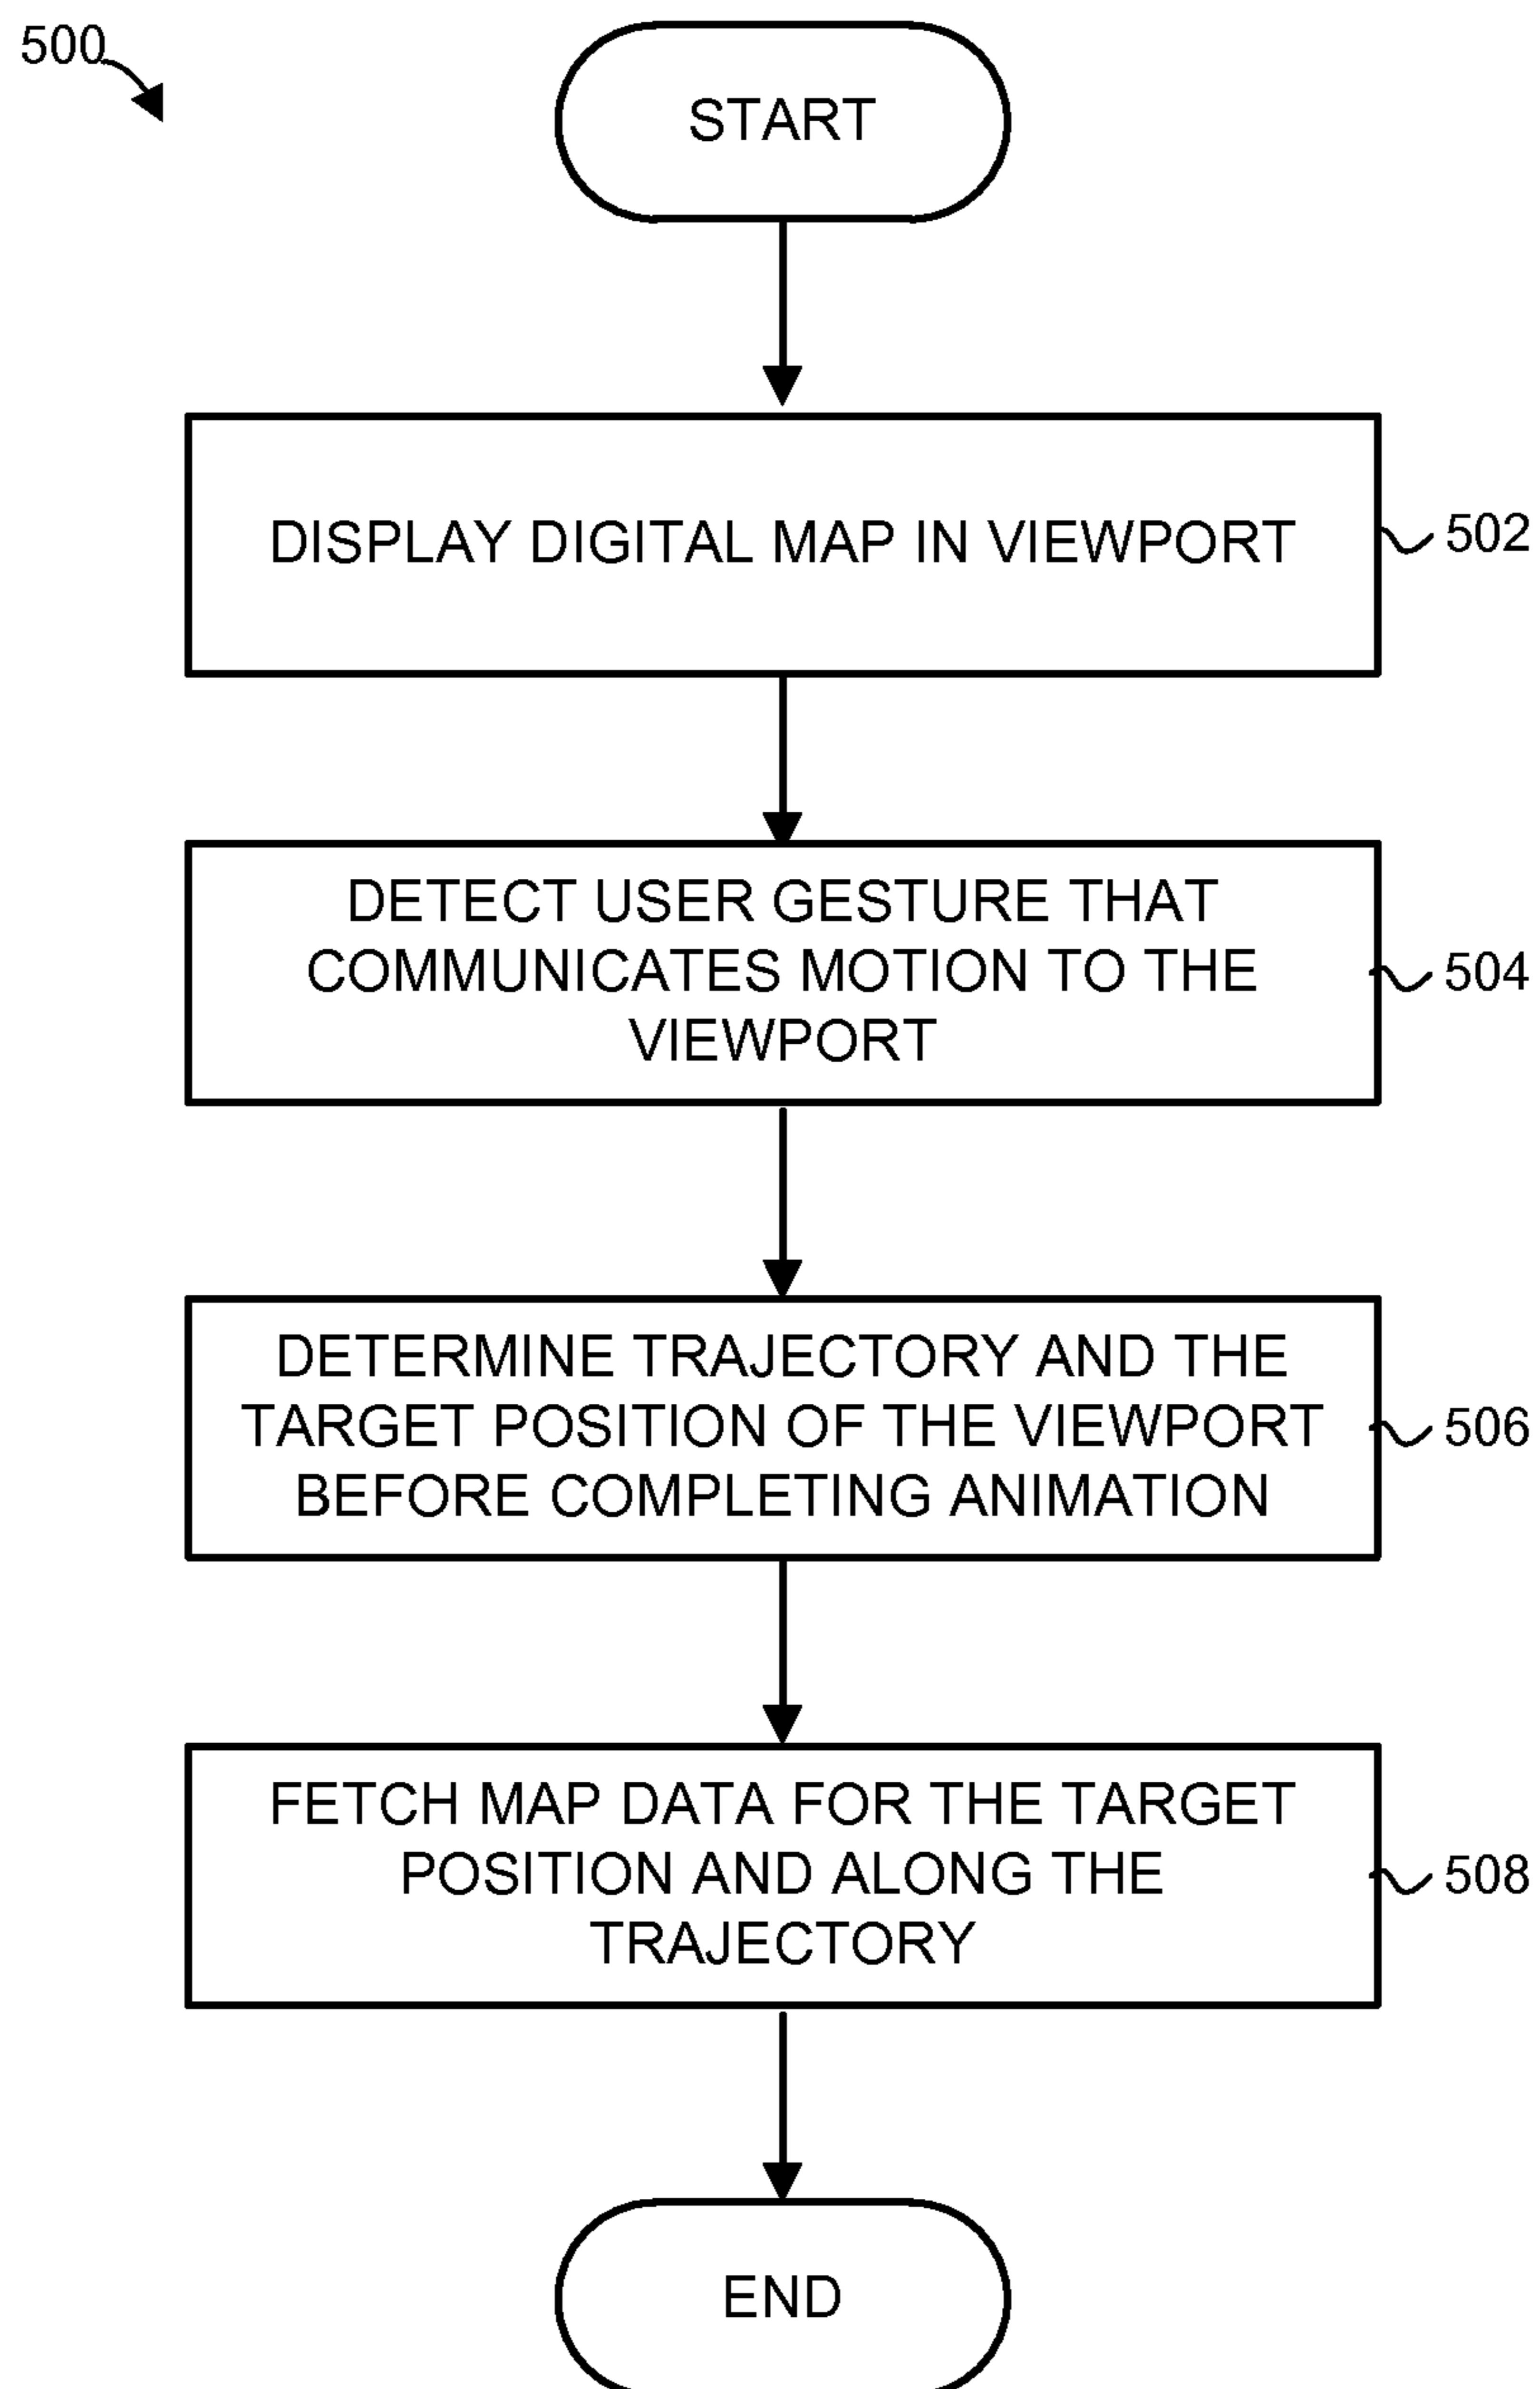 500
START
DISPLAY DIGITAL MAP IN VIEWPORT
502
DETECT USER GESTURE THAT
COMMUNICATES MOTION TO THE
VIEWPORT
504
DETERMINE TRAJECTORY AND THE
TARGET POSITION OF THE VIEWPORT
BEFORE COMPLETING ANIMATION
506
FETCH MAP DATA FOR THE TARGET
POSITION AND ALONG THE
TRAJECTORY
508
END